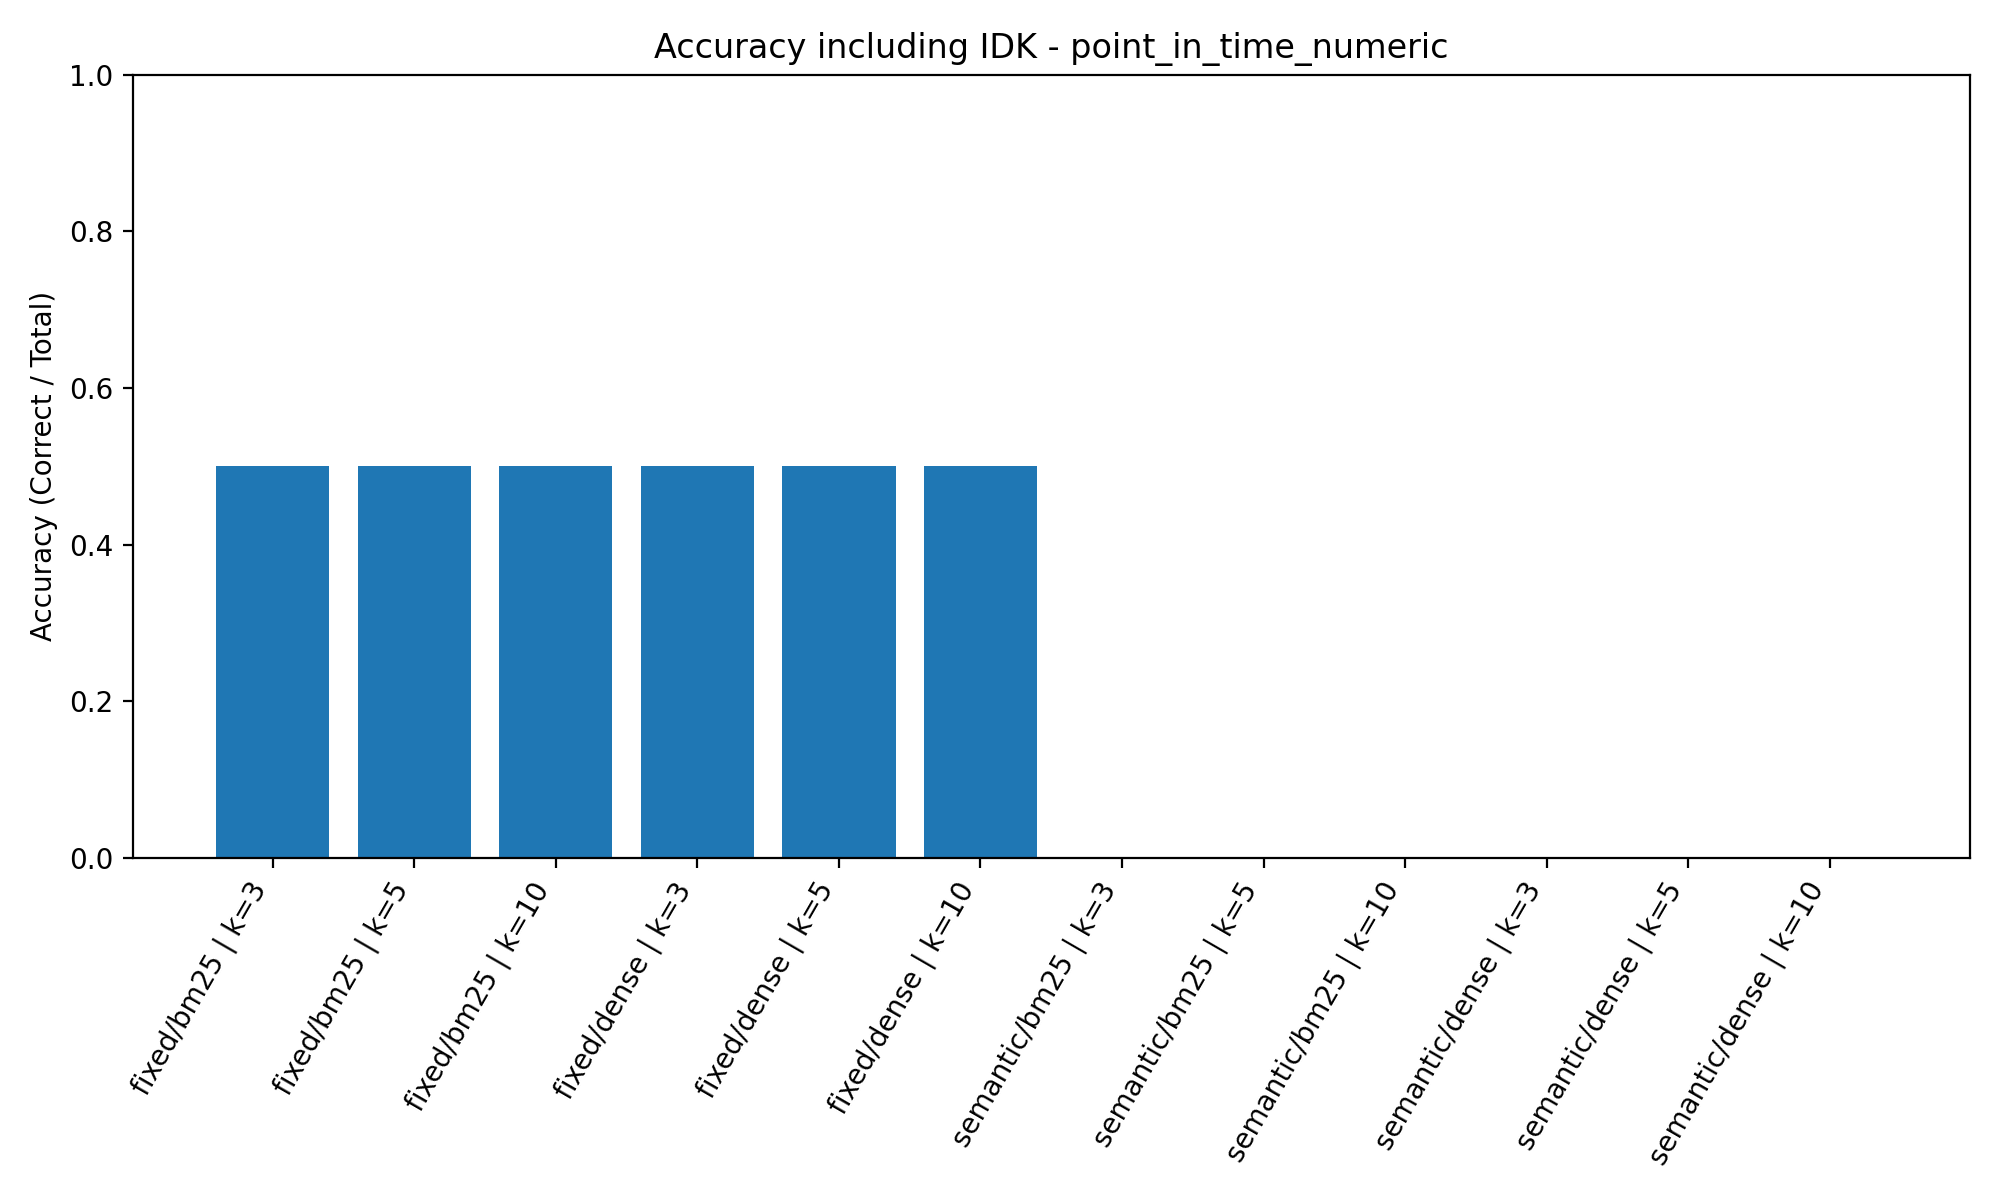 Accuracy including IDK - point_in_time_numeric
Accuracy (Correct / Total)
1.0
0.8
0.6
0.4
0.2
0.0
fixed/bm25 | k=3
fixed/bm25 | k=5
fixed/bm25 | k=10
fixed/dense | k=3
fixed/dense | k=5
fixed/dense | k=10
semantic/bm25 | k=3
semantic/bm25 | k=5
semantic/bm25 | k=10
semantic/dense | k=3
semantic/dense | k=5
semantic/dense | k=10